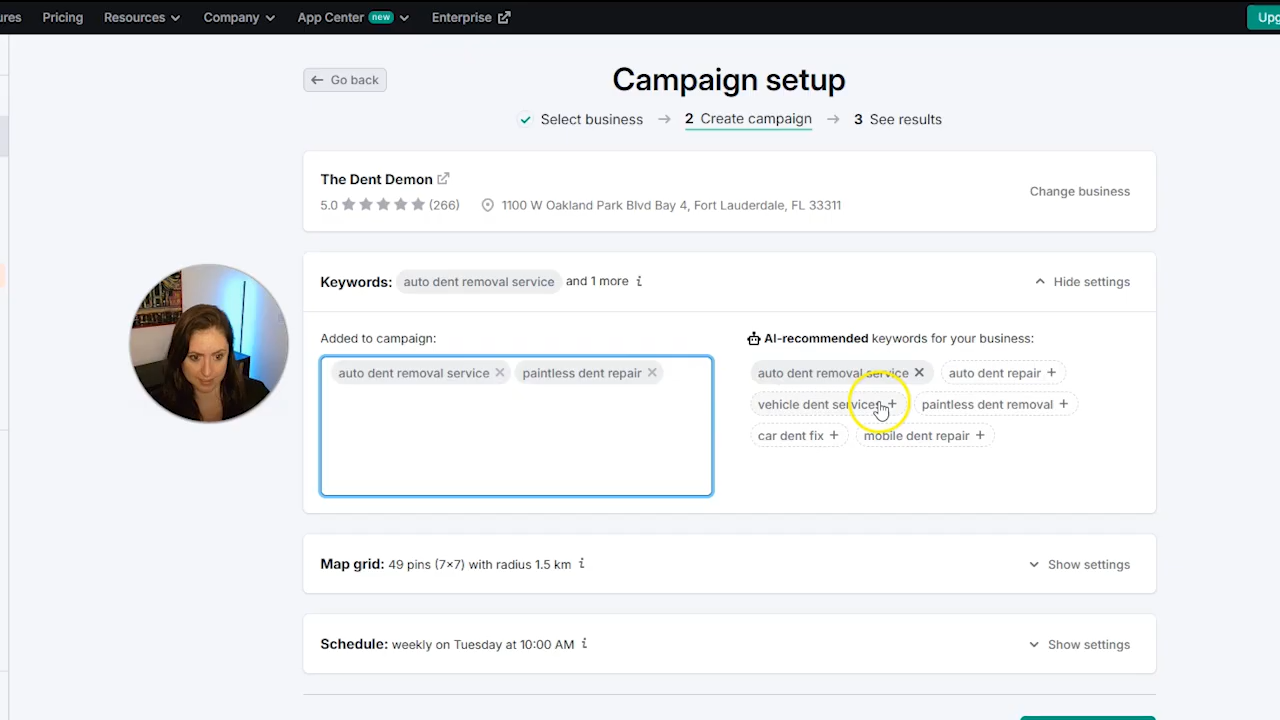 Pricing Resources Company App Center new Enterprise
Go back
Campaign setup
Select business → 2 Create campaign → 3 See results
The Dent Demon
5.0 (266) 1100 W Oakland Park Blvd Bay 4, Fort Lauderdale, FL 33311
Change business
Keywords: auto dent removal service and 1 more i
Hide settings
Added to campaign:
auto dent removal service × paintless dent repair ×
AI-recommended keywords for your business:
auto dent removal service × auto dent repair +
vehicle dent services + paintless dent removal +
car dent fix + mobile dent repair +
Map grid: 49 pins (7×7) with radius 1.5 km i
Show settings
Schedule: weekly on Tuesday at 10:00 AM i
Show settings